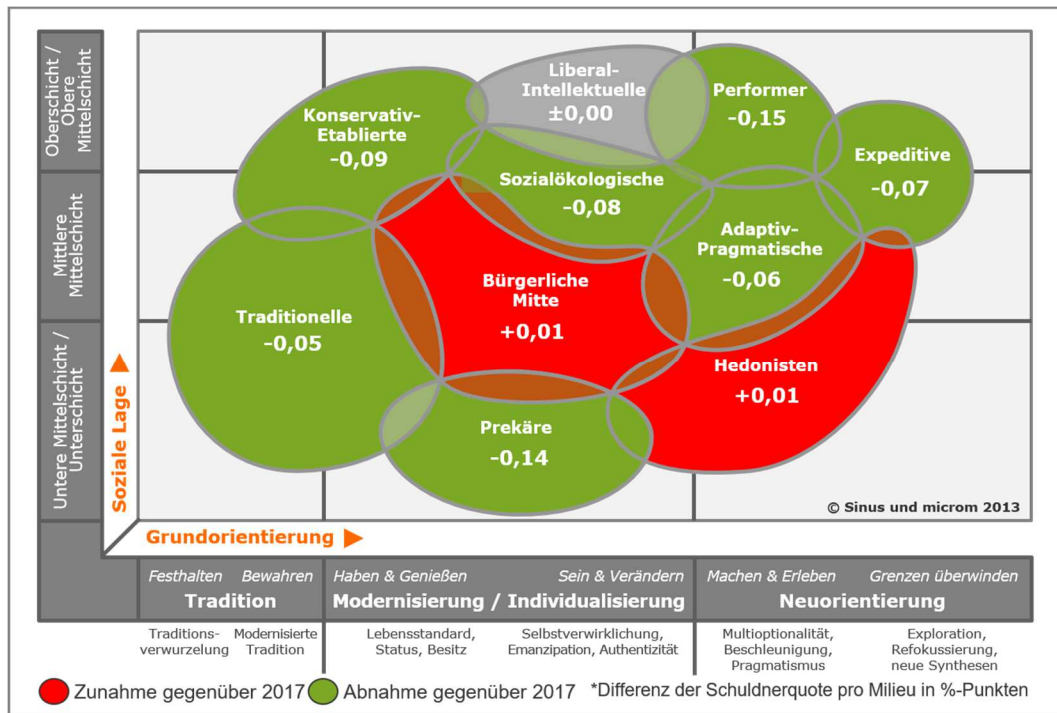 Oberschicht /
Obere
Mittelschicht
Mittlere
Mittelschicht
Untere Mittelschicht /
Unterschicht
Soziale Lage
Liberal-
Intellektuelle
±0,00
Performer
-0,15
Konservativ-
Etablierte
-0,09
Expeditive
-0,07
Sozialökologische
-0,08
Adaptiv-
Pragmatische
-0,06
Bürgerliche
Mitte
+0,01
Traditionelle
-0,05
Hedonisten
+0,01
Prekäre
-0,14
© Sinus und microm 2013
Grundorientierung
Festhalten Bewahren
Tradition
Haben & Genießen Sein & Verändern
Modernisierung / Individualisierung
Machen & Erleben Grenzen überwinden
Neuorientierung
Traditions-
verwurzelung
Modernisierte
Tradition
Lebensstandard,
Status, Besitz
Selbstverwirklichung,
Emanzipation, Authentizität
Multioptionalität,
Beschleunigung,
Pragmatismus
Exploration,
Refokussierung,
neue Synthesen
Zunahme gegenüber 2017 Abnahme gegenüber 2017 *Differenz der Schuldnerquote pro Milieu in %-Punkten